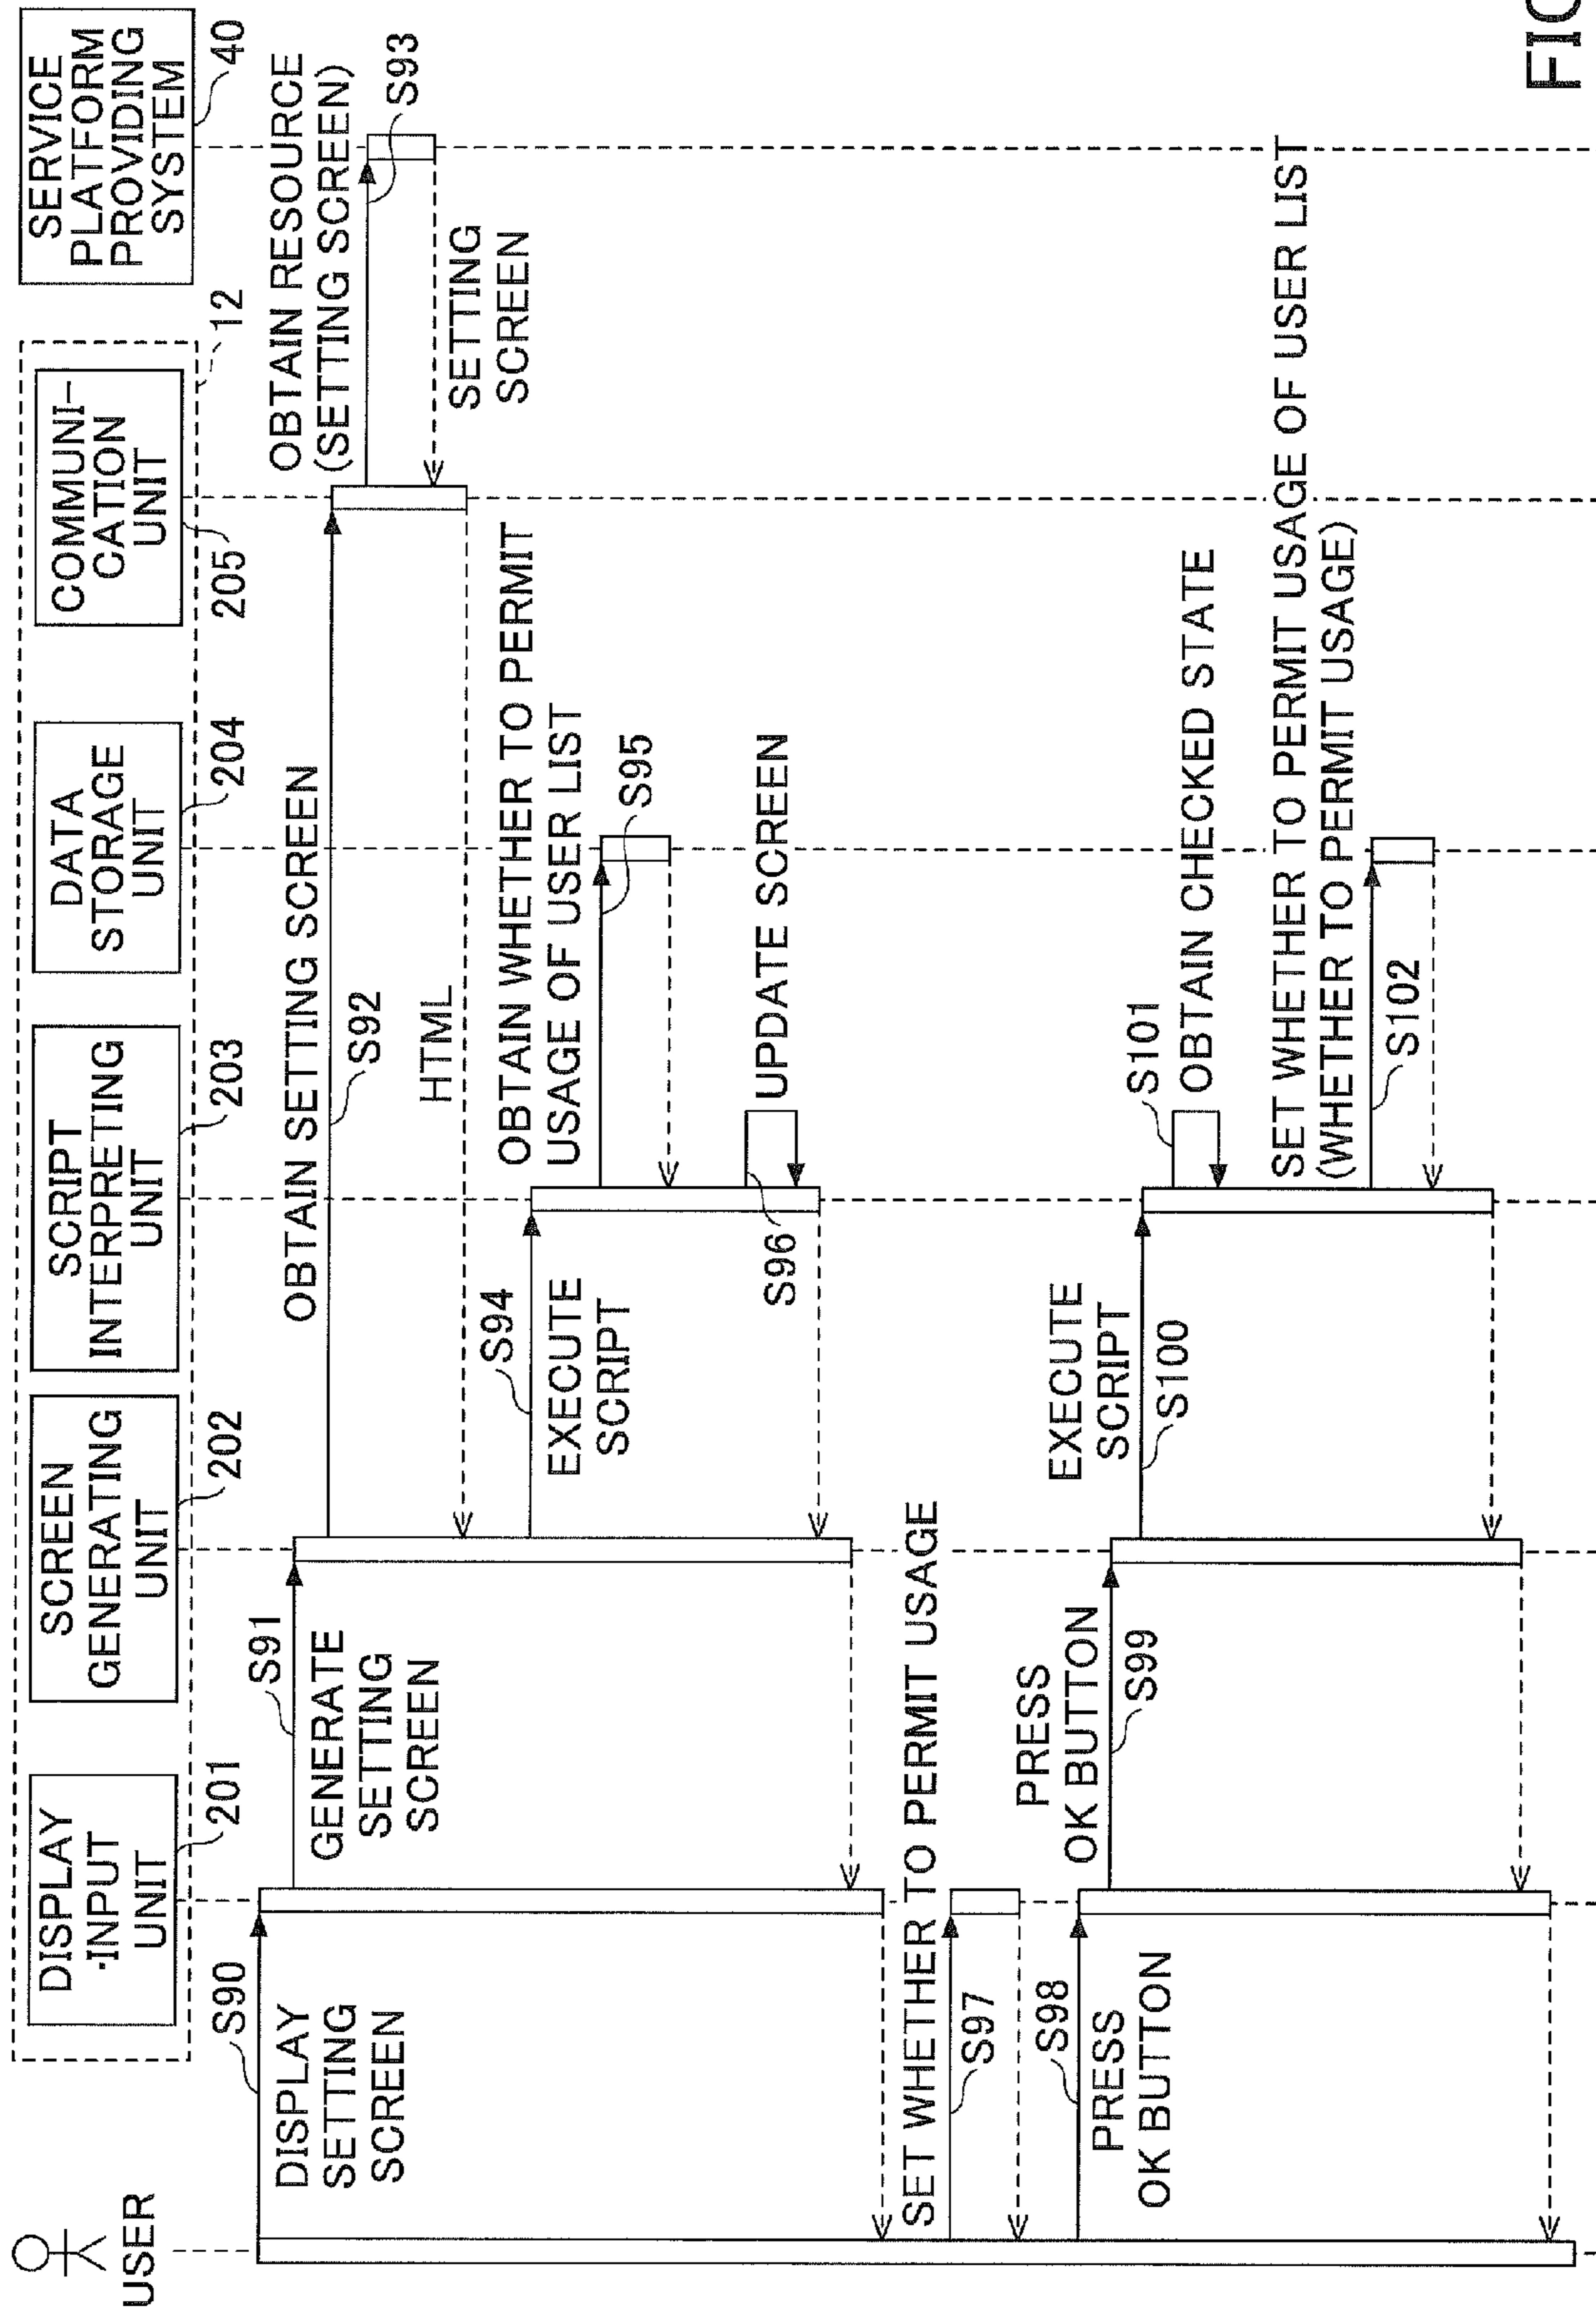 USER
DISPLAY
·INPUT
UNIT
201
SCREEN
GENERATING
UNIT
202
SCRIPT
INTERPRETING
UNIT
203
DATA
STORAGE
UNIT
204
COMMUNI-
CATION
UNIT
205
12
SERVICE
PLATFORM
PROVIDING
SYSTEM
40
S90
DISPLAY
SETTING
SCREEN
S91
GENERATE
SETTING
SCREEN
OBTAIN SETTING SCREEN
S92
OBTAIN RESOURCE
(SETTING SCREEN)
S93
SETTING
SCREEN
HTML
S94
EXECUTE
SCRIPT
OBTAIN WHETHER TO PERMIT
USAGE OF USER LIST
S95
UPDATE SCREEN
S96
SET WHETHER TO PERMIT USAGE
S97
S98
PRESS
OK BUTTON
PRESS
OK BUTTON
S99
EXECUTE
SCRIPT
S100
S101
OBTAIN CHECKED STATE
SET WHETHER TO PERMIT USAGE OF USER LIST
(WHETHER TO PERMIT USAGE)
S102